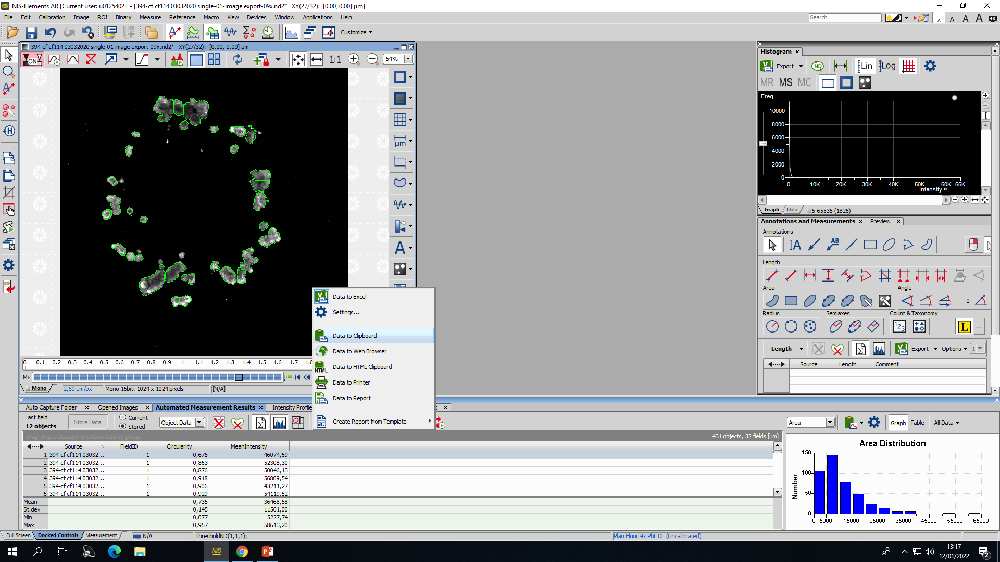 NIS-Elements AR [Current user: u0125402] - [394-cf cf114 03032020 single-01-image export-09x.nd2* XY(27/32): [0.00, 0.00] µm]
File Edit Calibration Image ROI Binary Measure Reference Macro View Devices Window Applications Help
Search
A A A A 4K
Customize
394-cf cf114 03032020 single-01-image export-09x.nd2* XY(27/32): [0.00, 0.00] µm
ON
1:1
54%
µm
A
0 0.1 0.2 0.3 0.4 0.5 0.6 0.7 0.8 0.9 1 1.1 1.2 1.3 1.4 1.5 1.6 1.7 1.8
M›
Mono
2,50 µm/px
Mono 16bit: 1024 x 1024 pixels
[N/A]
Data to Excel
Settings...
Data to Clipboard
Data to Web Browser
HTML
Data to HTML Clipboard
Data to Printer
Data to Report
Create Report from Template
Histogram
Export
ND
Lin
Log
MR MS MC
Freq.
10000
8000
6000
4000
2000
0
0 10K 20K 30K 40K 50K 60K 66K
Intensity ≈
Graph Data 5-65535 (1826)
Annotations and Measurements
Preview
Annotations
A
AB
Length
Area
Angle
0
Radius Semiaxes Count & Taxonomy
123
L
...
Length
Export
Options
1
Source Length Comment
Auto Capture Folder
Opened Images
Automated Measurement Results
Intensity Profile
Last field
12 objects
Store Data
Current
Stored
Object Data
Drag-drop a descriptive column here to group
431 objects, 32 fields [µm]
Source FieldID Circularity MeanIntensity
1 394-cf cf114 03032... 1 0,675 46074,69
2 394-cf cf114 03032... 1 0,863 52308,30
3 394-cf cf114 03032... 1 0,876 50046,13
4 394-cf cf114 03032... 1 0,918 56809,54
5 394-cf cf114 03032... 1 0,906 43211,27
6 394-cf cf114 03032... 1 0,929 54119,52
Mean 0,735 36468,58
St.dev 0,145 11561,00
Min 0,077 5227,74
Max 0,957 58613,20
Area
Graph
Table
All Data
Area Distribution
Number
150
100
50
0
0 5000 15000 25000 35000 45000 55000 65000
Full Screen Docked Controls Measurement
N/A
ThresholdND(1,1,1);
Plan Fluor 4x PhL DL (Uncalibrated)
NIS
13:17
12/01/2022
2